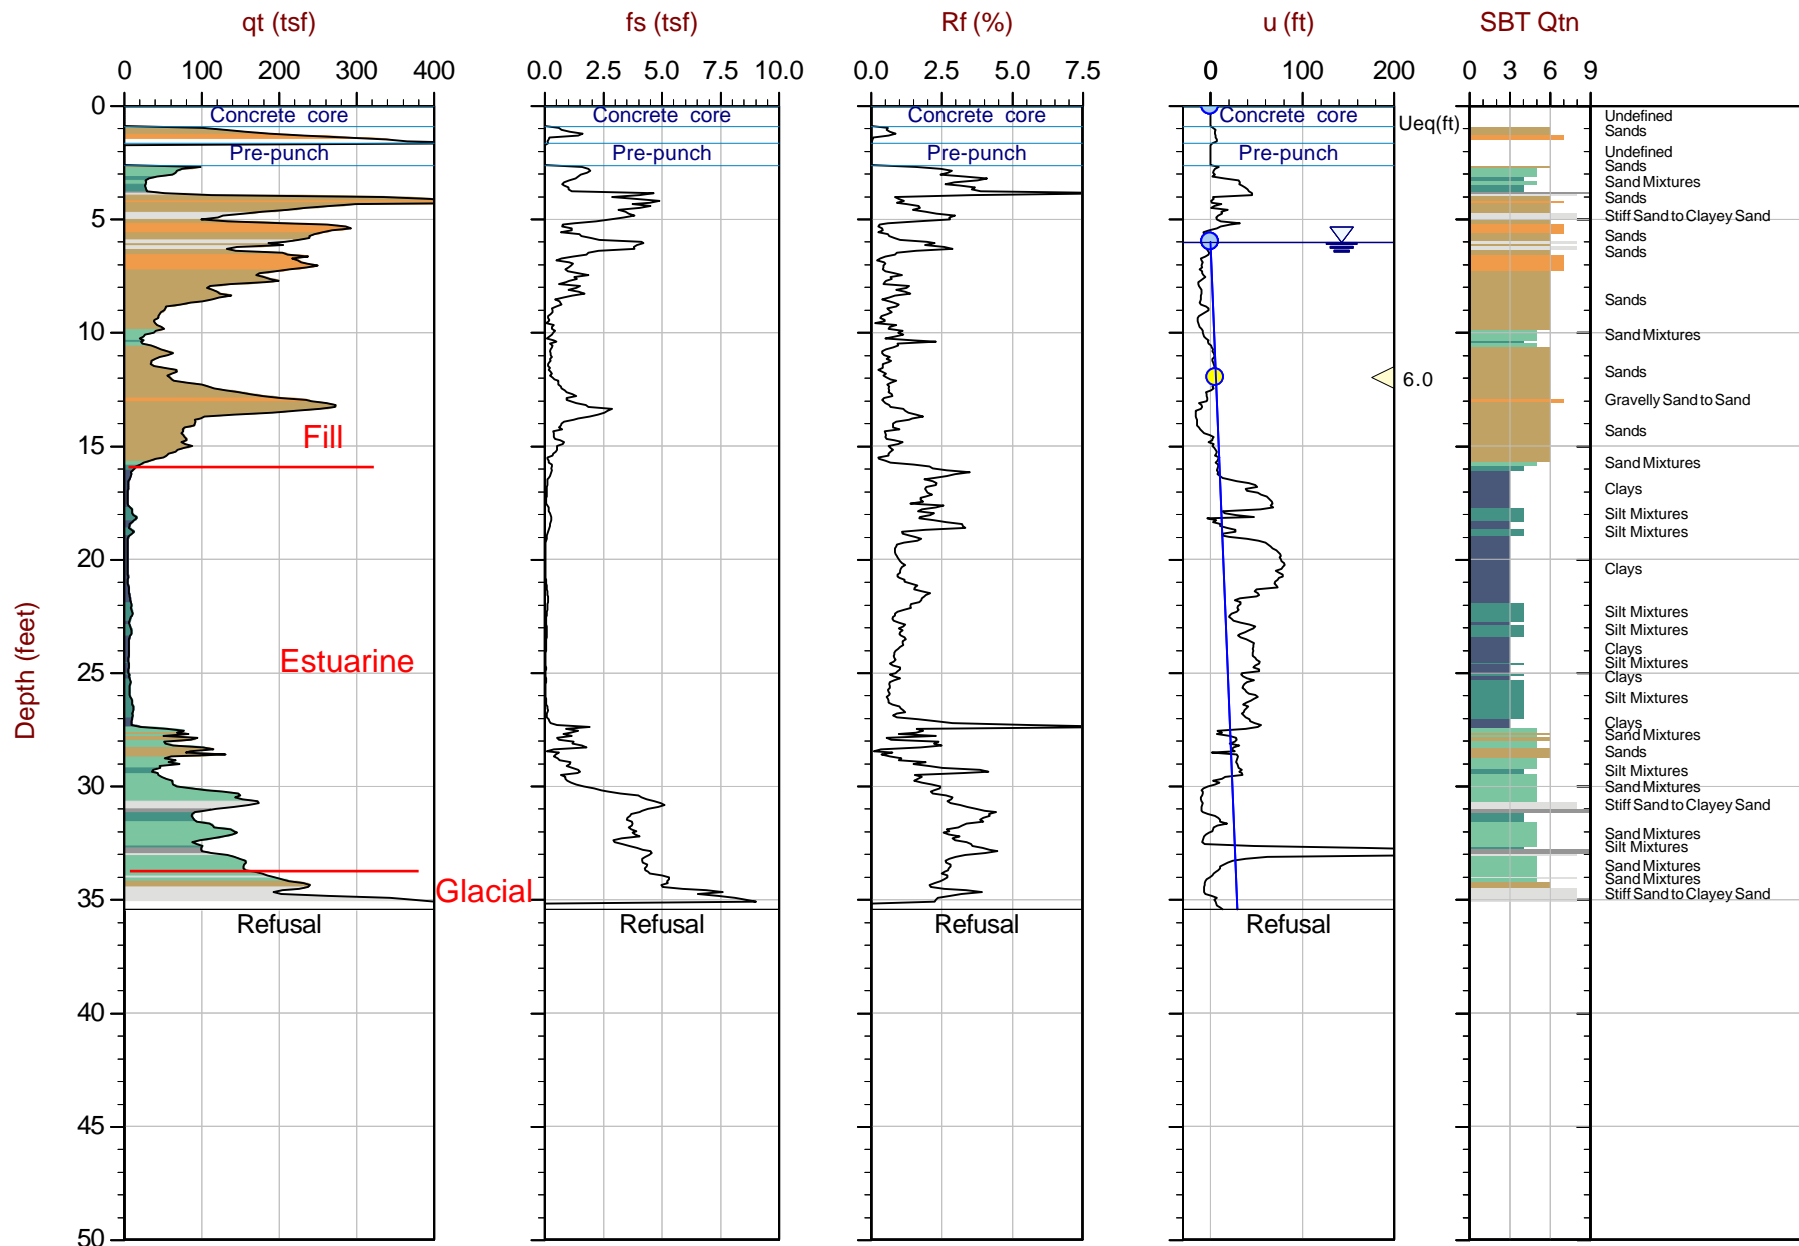 qt (tsf) fs (tsf) Rf (%) u (ft) SBT Qtn
0 100 200 300 400 0.0 2.5 5.0 7.5 10.0 0.0 2.5 5.0 7.5 0 100 200 0 3 6 9
0
Concrete core Concrete core Concrete core Concrete core Undefined
Ueq(ft)
Sands
Pre-punch Pre-punch Pre-punch Pre-punch Undefined
Sands
Sand Mixtures
Sands
5
Stiff Sand to Clayey Sand
Sands
Sands
Sands
10
Sand Mixtures
Sands
6.0
Gravelly Sand to Sand
Sands
Fill
15
Sand Mixtures
Clays
Silt Mixtures
Silt Mixtures
20
Clays
Silt Mixtures
Silt Mixtures
Clays
Estuarine
Silt Mixtures
25
Clays
Silt Mixtures
Clays
Sand Mixtures
Sands
Silt Mixtures
30
Sand Mixtures
Stiff Sand to Clayey Sand
Sand Mixtures
Silt Mixtures
Sand Mixtures
Sand Mixtures
Glacial
Stiff Sand to Clayey Sand
35
Refusal Refusal Refusal Refusal
40
45
50
Depth (feet)